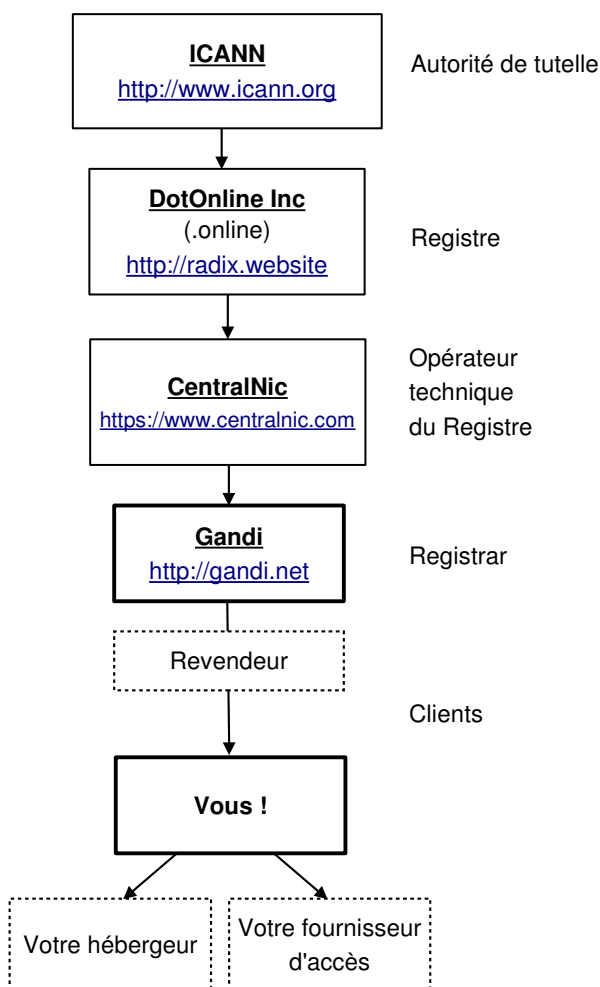 ICANN
http://www.icann.org
Autorité de tutelle
DotOnline Inc
(.online)
http://radix.website
Registre
CentralNic
https://www.centralnic.com
Opérateur
technique
du Registre
Gandi
http://gandi.net
Registrar
Revendeur
Clients
Vous !
Votre hébergeur
Votre fournisseur
d'accès